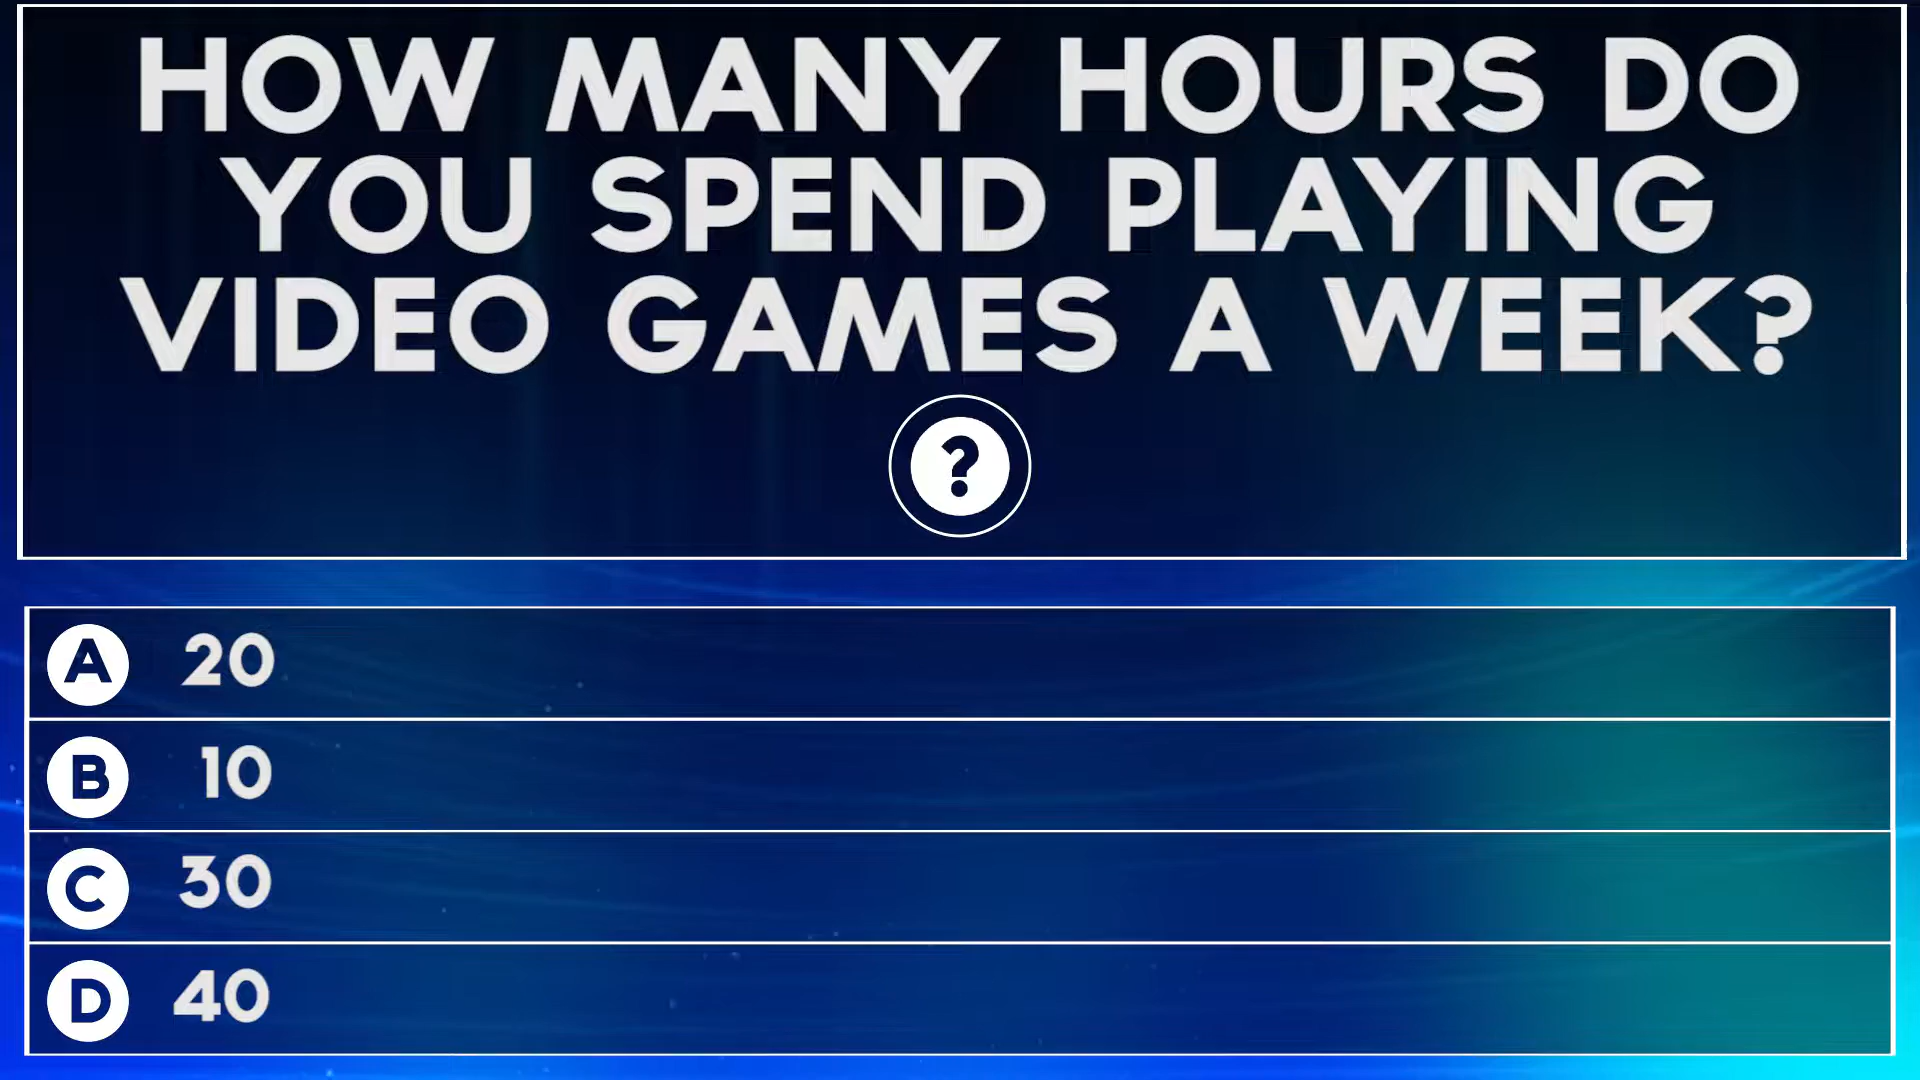 HOW MANY HOURS DO
YOU SPEND PLAYING
VIDEO GAMES A WEEK?
?
A 20
B 10
C 30
D 40